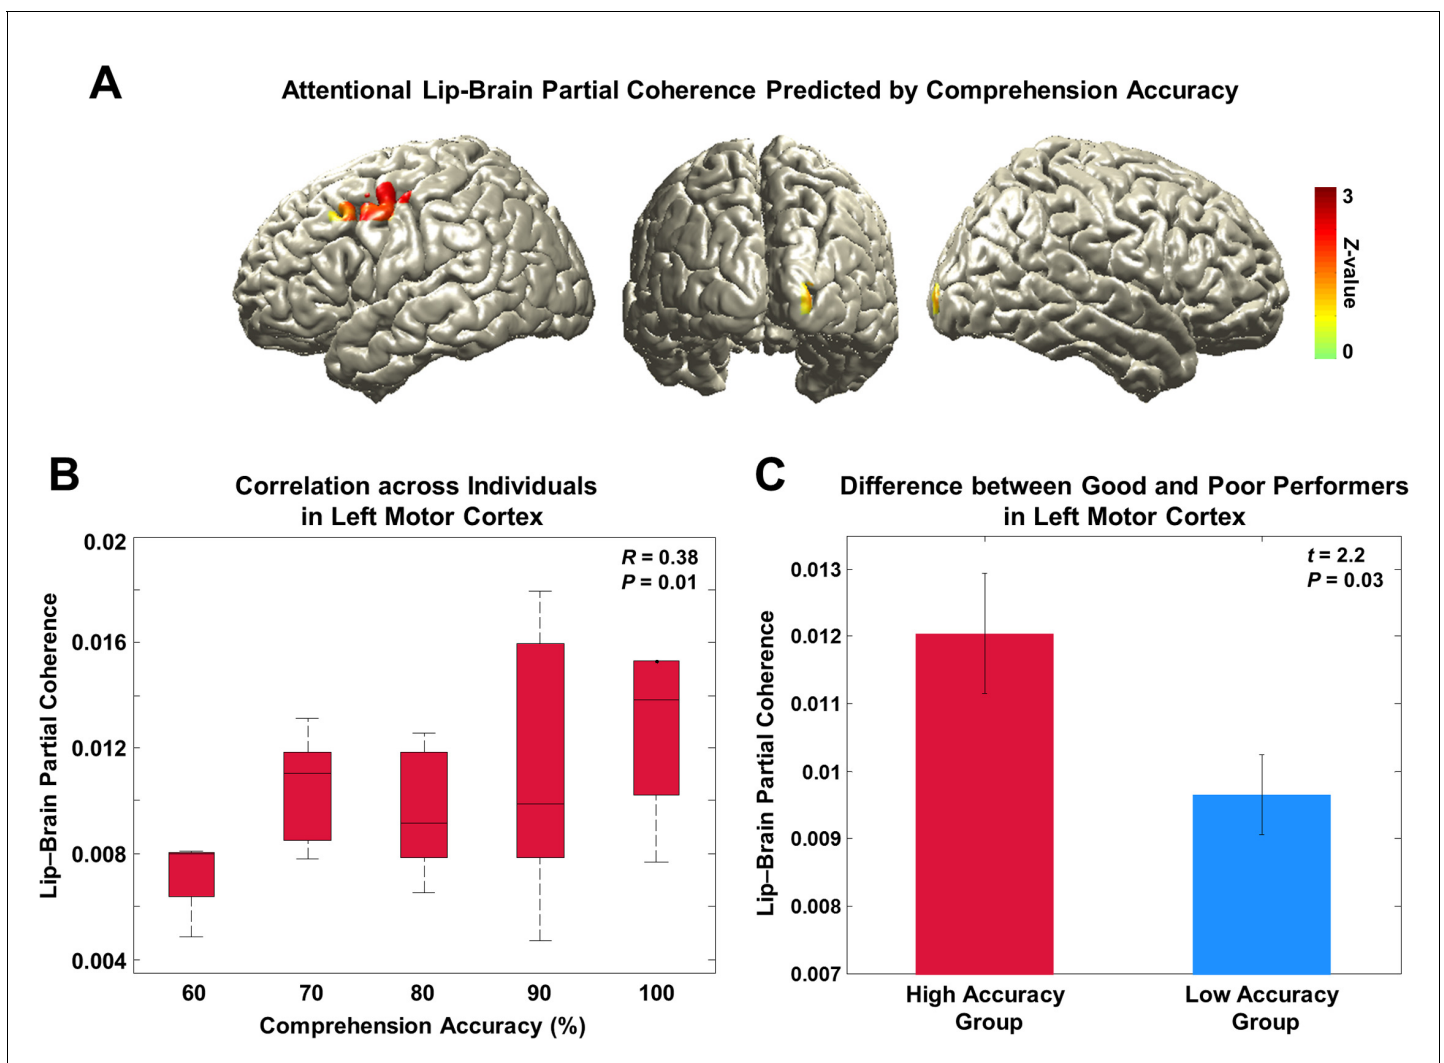 A
Attentional Lip-Brain Partial Coherence Predicted by Comprehension Accuracy
3
Z-value
0
B
Correlation across Individuals
in Left Motor Cortex
R = 0.38
P = 0.01
Lip–Brain Partial Coherence
0.02
0.016
0.012
0.008
0.004
60 70 80 90 100
Comprehension Accuracy (%)
C
Difference between Good and Poor Performers
in Left Motor Cortex
t = 2.2
P = 0.03
Lip–Brain Partial Coherence
0.013
0.012
0.011
0.01
0.009
0.008
0.007
High Accuracy
Group
Low Accuracy
Group